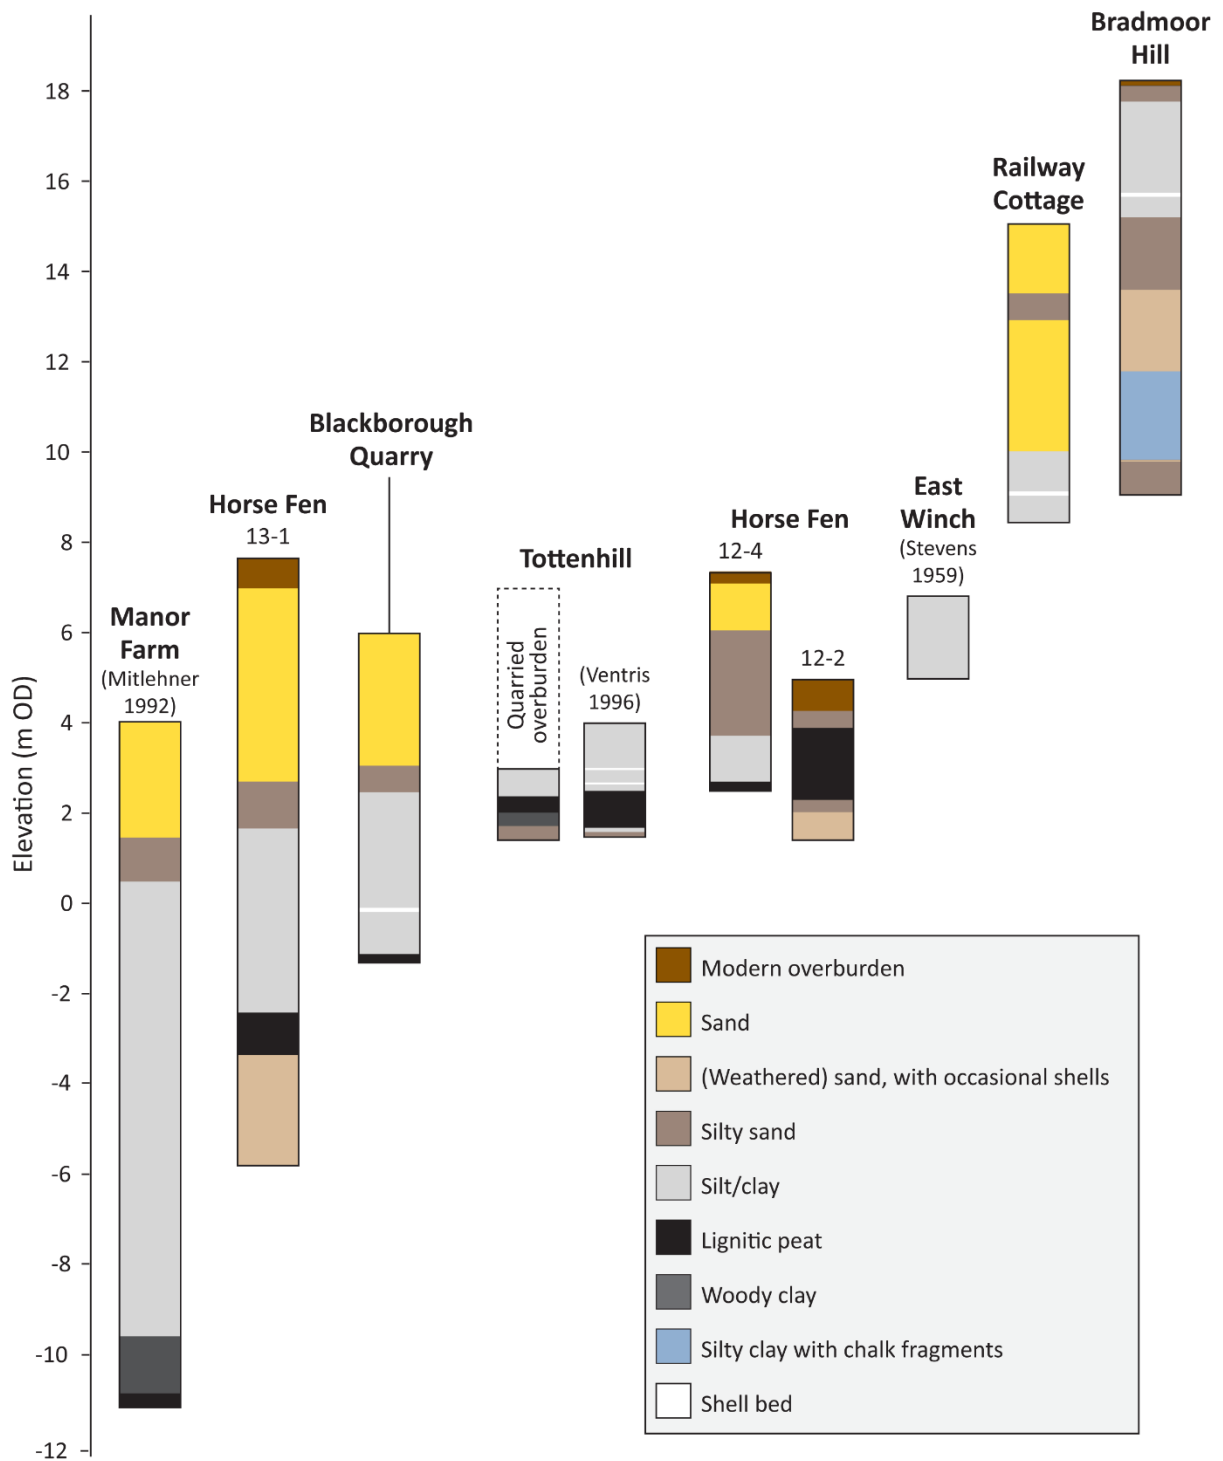 Bradmoor
Hill
18
16
14
12
10
8
6
4
2
0
-2
-4
-6
-8
-10
-12
Elevation (m OD)
Railway
Cottage
Blackborough
Quarry
Horse Fen
13-1
Manor
Farm
(Mitlehner
1992)
Tottenhill
Quarried
overburden
(Ventris
1996)
Horse Fen
12-4
12-2
East
Winch
(Stevens
1959)
Modern overburden
Sand
(Weathered) sand, with occasional shells
Silty sand
Silt/clay
Lignitic peat
Woody clay
Silty clay with chalk fragments
Shell bed